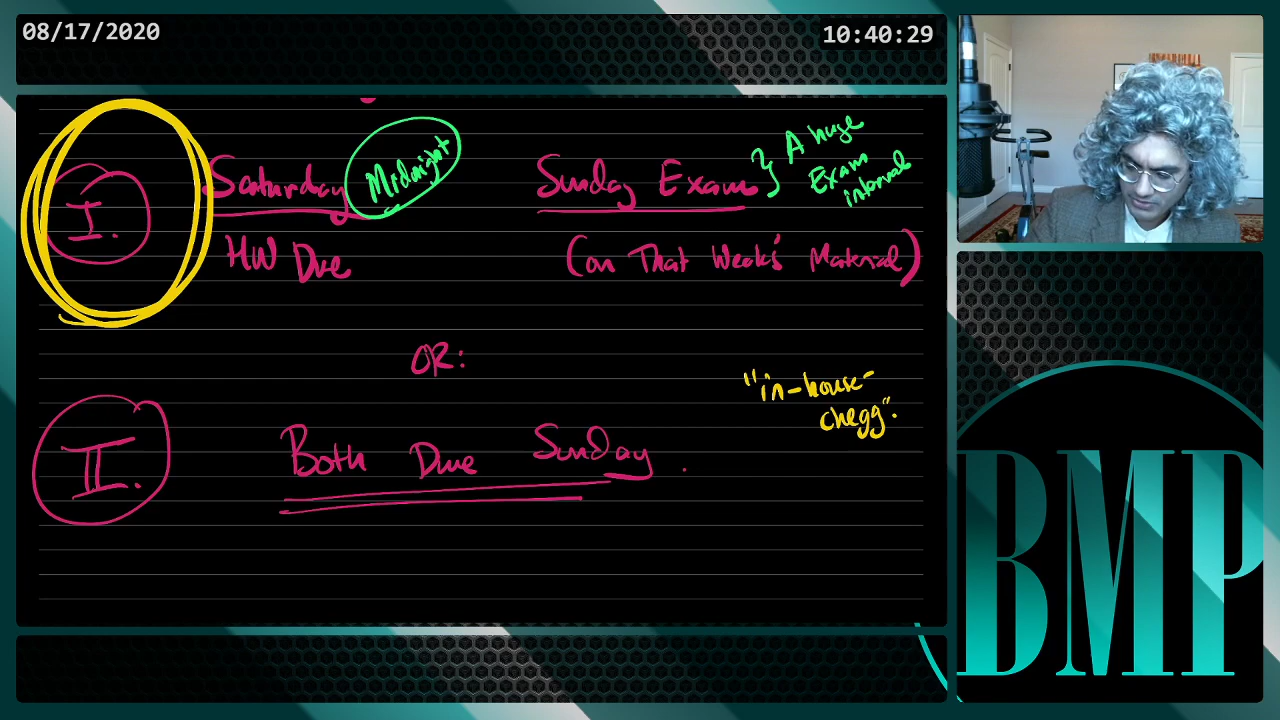 08/17/2020
10:40:29
I. Saturday Midnight Sunday Exam } A huge
Exam
interval
HW Due (on That Week's Material)
OR:
"in-house-
chegg".
II. Both Due Sunday.
BMP